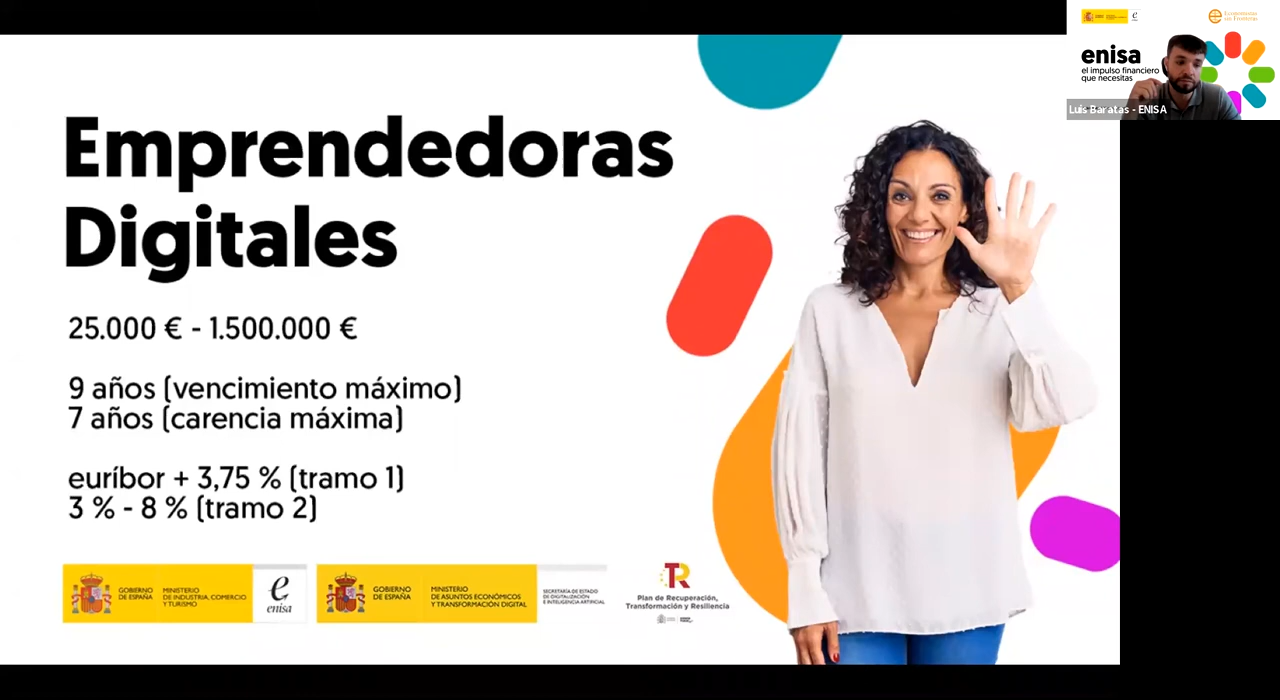 Emprendedoras
Digitales
25.000 € - 1.500.000 €
9 años (vencimiento máximo)
7 años (carencia máxima)
euríbor + 3,75 % (tramo 1)
3 % - 8 % (tramo 2)
GOBIERNO
DE ESPAÑA
MINISTERIO
DE INDUSTRIA, COMERCIO
Y TURISMO
e
enisa
GOBIERNO
DE ESPAÑA
MINISTERIO
DE ASUNTOS ECONÓMICOS
Y TRANSFORMACIÓN DIGITAL
SECRETARÍA DE ESTADO
DE DIGITALIZACIÓN
E INTELIGENCIA ARTIFICIAL
TR
Plan de Recuperación,
Transformación y Resiliencia
enisa
el impulso financiero
que necesitas
Luis Baratas - ENISA